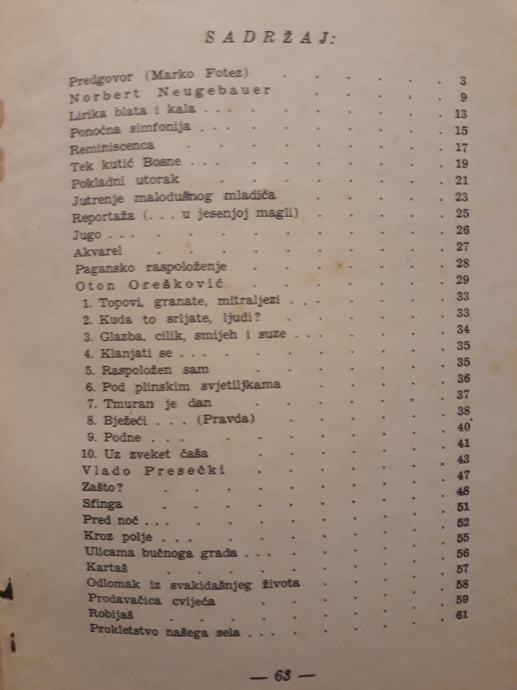 SADRŽAJ:
Predgovor (Marko Fotez) . . . . . . 3
Norbert Neugebauer . . . . . 9
Lirika blata i kala . . . . . . . . 13
Ponoćna simfonija . . . . . . . . 15
Reminiscenca . . . . . . 17
Tek kutić Bosne . . . . . . . . 19
Pokladni utorak . . . . . . 21
Jutrenje malodušnog mladića . . . . . 23
Reportaža (. . . u jesenjoj magli) . . . . . 25
Jugo . . . . . . . . . 26
Akvarel . . . . . . . 27
Pagansko raspoloženje . . . . . . 28
Oton Orešković . . . . . . 29
1. Topovi, granate, mitraljezi . . . . . . . 33
2. Kuda to srljate, ljudi? . . . . . . 33
3. Glazba, cilik, smijeh i suze . . . . . . . 34
4. Klanjati se . . . . . . . . 35
5. Raspoložen sam . . . . . . 35
6. Pod plinskim svjetiljkama . . . . . 36
7. Tmuran je dan . . . . . . 37
8. Bježeći . . . (Pravda) . . . . . . 38
9. Podne . . . . . . . . 40
10. Uz zveket čaša . . . . . . 41
Vlado Presečki . . . . . . 43
Zašto? . . . . . . . 47
Sfinga . . . . . . . 48
Pred noć . . . . . . . . . 51
Kroz polje . . . . . . . . . 52
Ulicama bučnoga grada . . . . . . . . 55
Kartaš . . . . . . . 56
Odlomak iz svakidašnjeg života . . . . . 57
Prodavačica cvijeća . . . . . . 58
Robijaš . . . . . . . 59
Prokletstvo našega sela . . . . . . . . 61
— 63 —